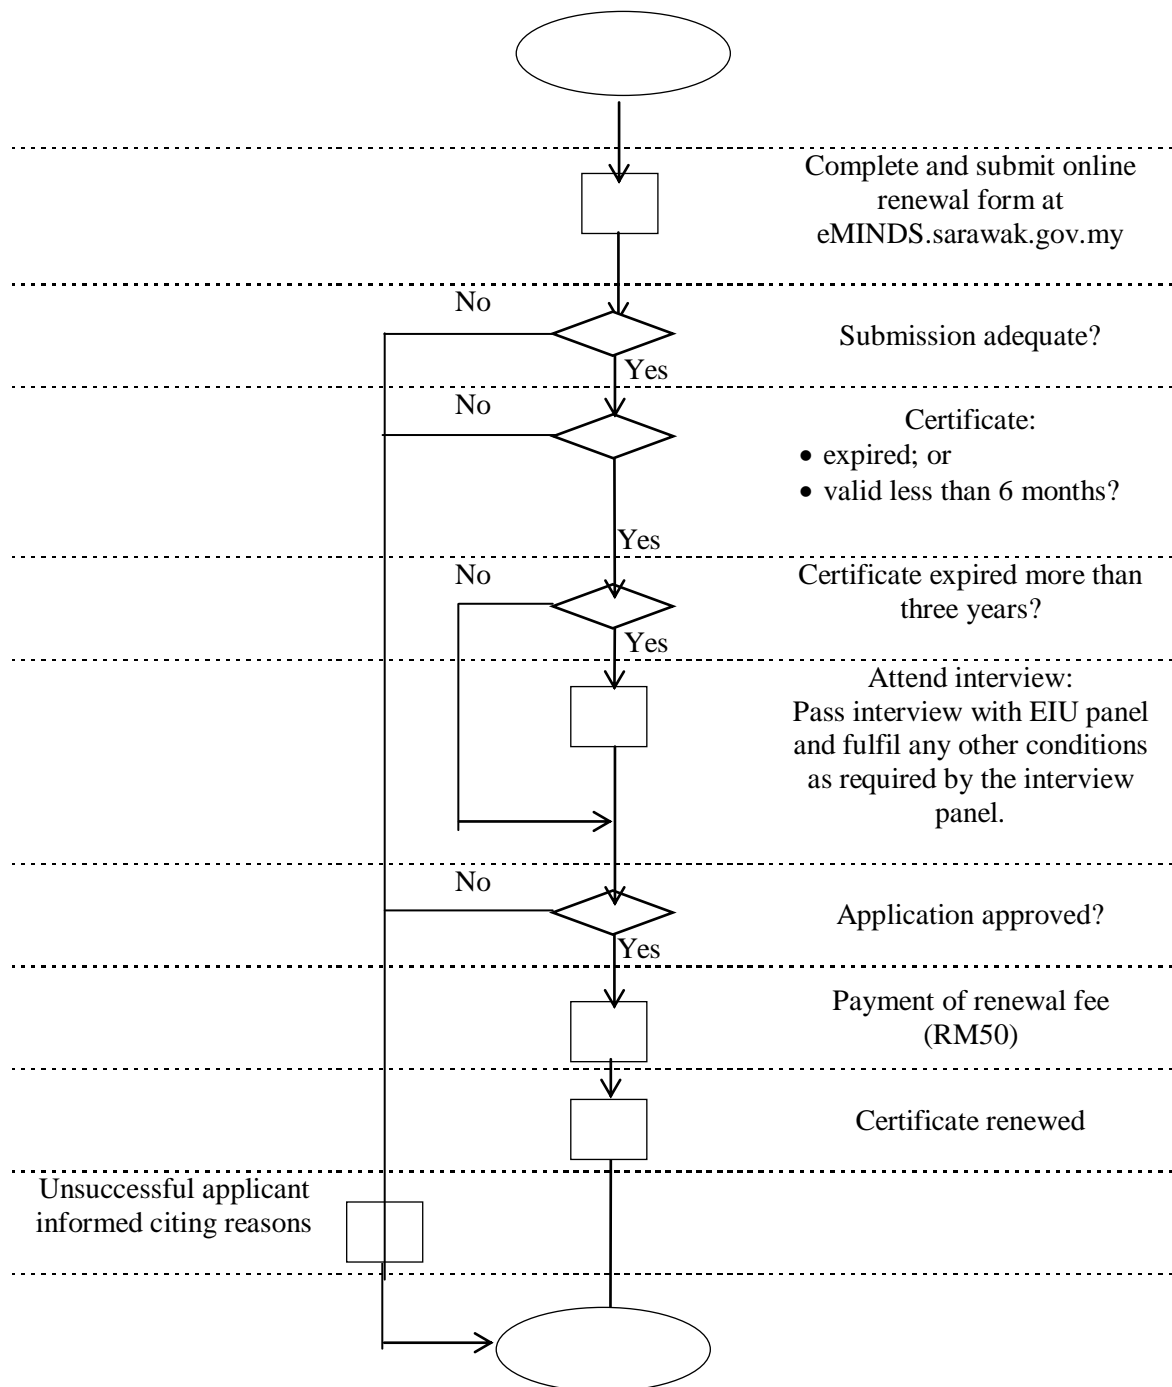 Complete and submit online
renewal form at
eMINDS.sarawak.gov.my
No
Submission adequate?
Yes
No
Certificate:
• expired; or
• valid less than 6 months?
Yes
No
Certificate expired more than
three years?
Yes
Attend interview:
Pass interview with EIU panel
and fulfil any other conditions
as required by the interview
panel.
No
Application approved?
Yes
Payment of renewal fee
(RM50)
Certificate renewed
Unsuccessful applicant
informed citing reasons